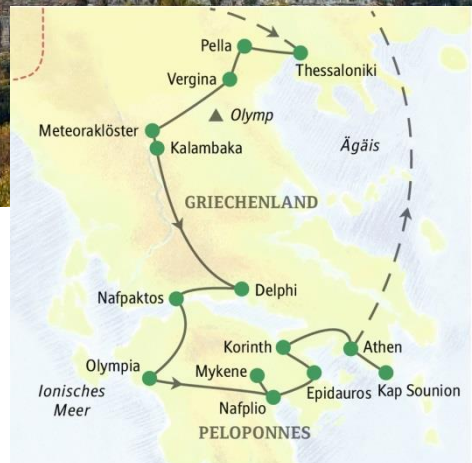 Pella
Thessaloniki
Vergina
Olymp
Meteoraklöster
Kalambaka
Ägäis
GRIECHENLAND
Delphi
Nafpaktos
Korinth
Athen
Mykene
Olympia
Epidauros
Kap Sounion
Ionisches
Meer
Nafplio
PELOPONNES